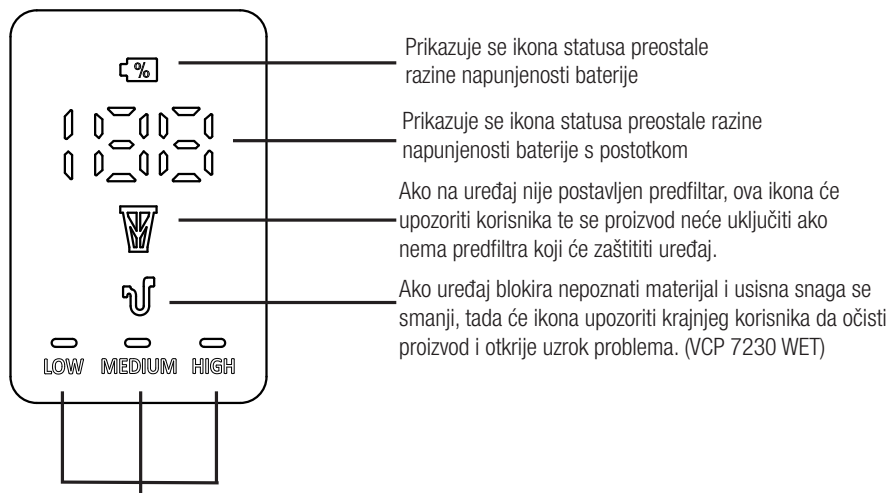 %
Prikazuje se ikona statusa preostale
razine napunjenosti baterije
188
Prikazuje se ikona statusa preostale razine
napunjenosti baterije s postotkom
Ako na uređaj nije postavljen predfiltar, ova ikona će
upozoriti korisnika te se proizvod neće uključiti ako
nema predfiltra koji će zaštititi uređaj.
Ako uređaj blokira nepoznati materijal i usisna snaga se
smanji, tada će ikona upozoriti krajnjeg korisnika da očisti
proizvod i otkrije uzrok problema. (VCP 7230 WET)
LOW MEDIUM HIGH